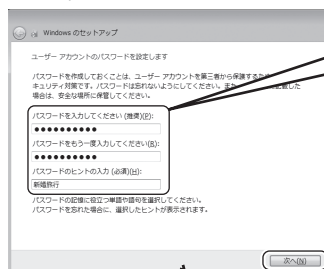 Windows のセットアップ
ユーザー アカウントのパスワードを設定します
パスワードを作成しておくことは、ユーザー アカウントを第三者から保護するため
キュリティ対策です。パスワードは忘れないようにしてください。また
場合は、安全な場所に保管してください。
パスワードを入力してください (推奨)(P):
●●●●●●●●●●
パスワードをもう一度入力してください(R):
●●●●●●●●●●
パスワードのヒントの入力 (必須)(H):
新婚旅行
パスワードの記憶に役立つ単語や語句を選択してください。
パスワードを忘れた場合に、選択したヒントが表示されます。
次へ(N)